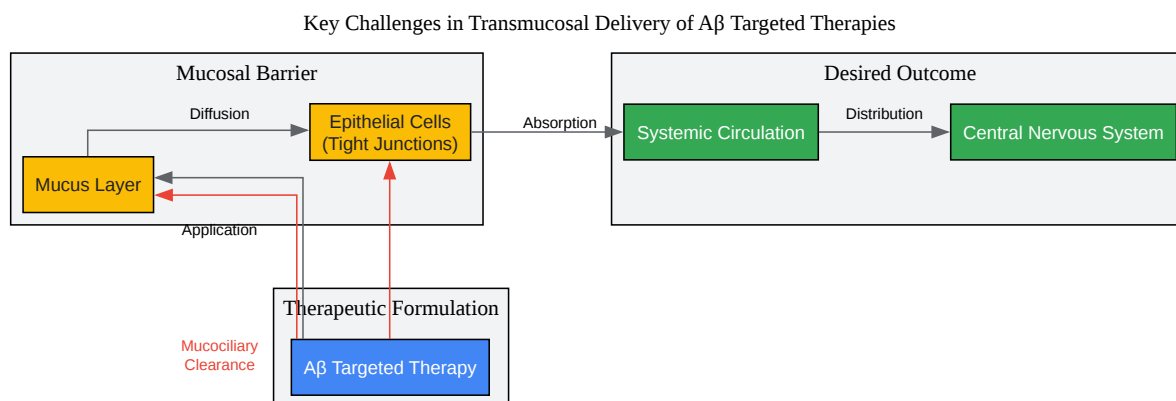 Key Challenges in Transmucosal Delivery of Aβ Targeted Therapies
Mucosal Barrier
Diffusion
Epithelial Cells
(Tight Junctions)
Mucus Layer
Application
Absorption
Desired Outcome
Systemic Circulation
Distribution
Central Nervous System
Therapeutic Formulation
Mucociliary
Clearance
Aβ Targeted Therapy